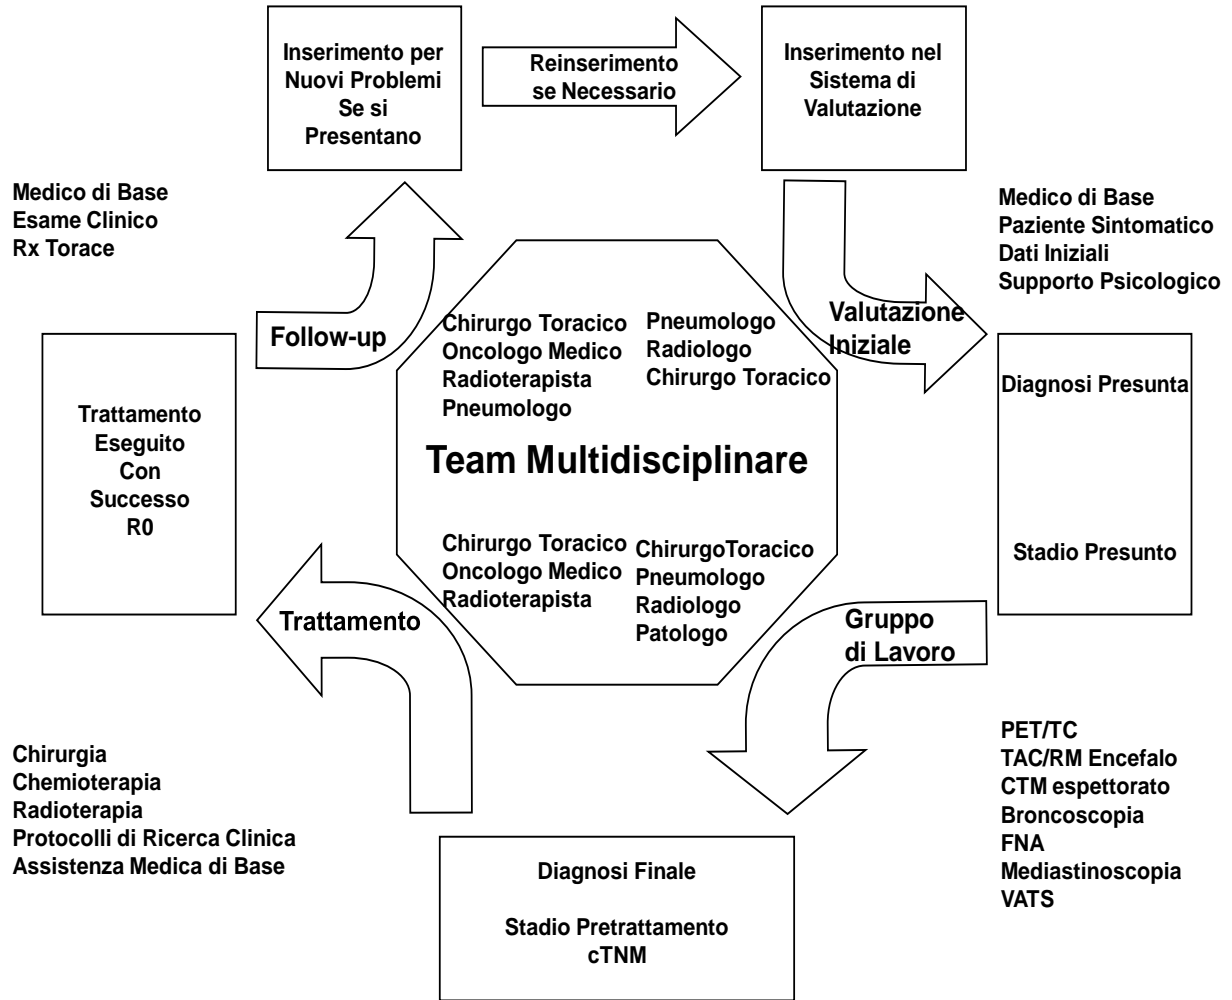 Inserimento per
Nuovi Problemi
Se si
Presentano
Reinserimento
se Necessario
Inserimento nel
Sistema di
Valutazione
Medico di Base
Esame Clinico
Rx Torace
Medico di Base
Paziente Sintomatico
Dati Iniziali
Supporto Psicologico
Follow-up
Valutazione
Iniziale
Chirurgo Toracico
Oncologo Medico
Radioterapista
Pneumologo
Pneumologo
Radiologo
Chirurgo Toracico
Trattamento
Eseguito
Con
Successo
R0
Team Multidisciplinare
Diagnosi Presunta
Stadio Presunto
Chirurgo Toracico
Oncologo Medico
Radioterapista
ChirurgoToracico
Pneumologo
Radiologo
Patologo
Trattamento
Gruppo
di Lavoro
Chirurgia
Chemioterapia
Radioterapia
Protocolli di Ricerca Clinica
Assistenza Medica di Base
PET/TC
TAC/RM Encefalo
CTM espettorato
Broncoscopia
FNA
Mediastinoscopia
VATS
Diagnosi Finale
Stadio Pretrattamento
cTNM